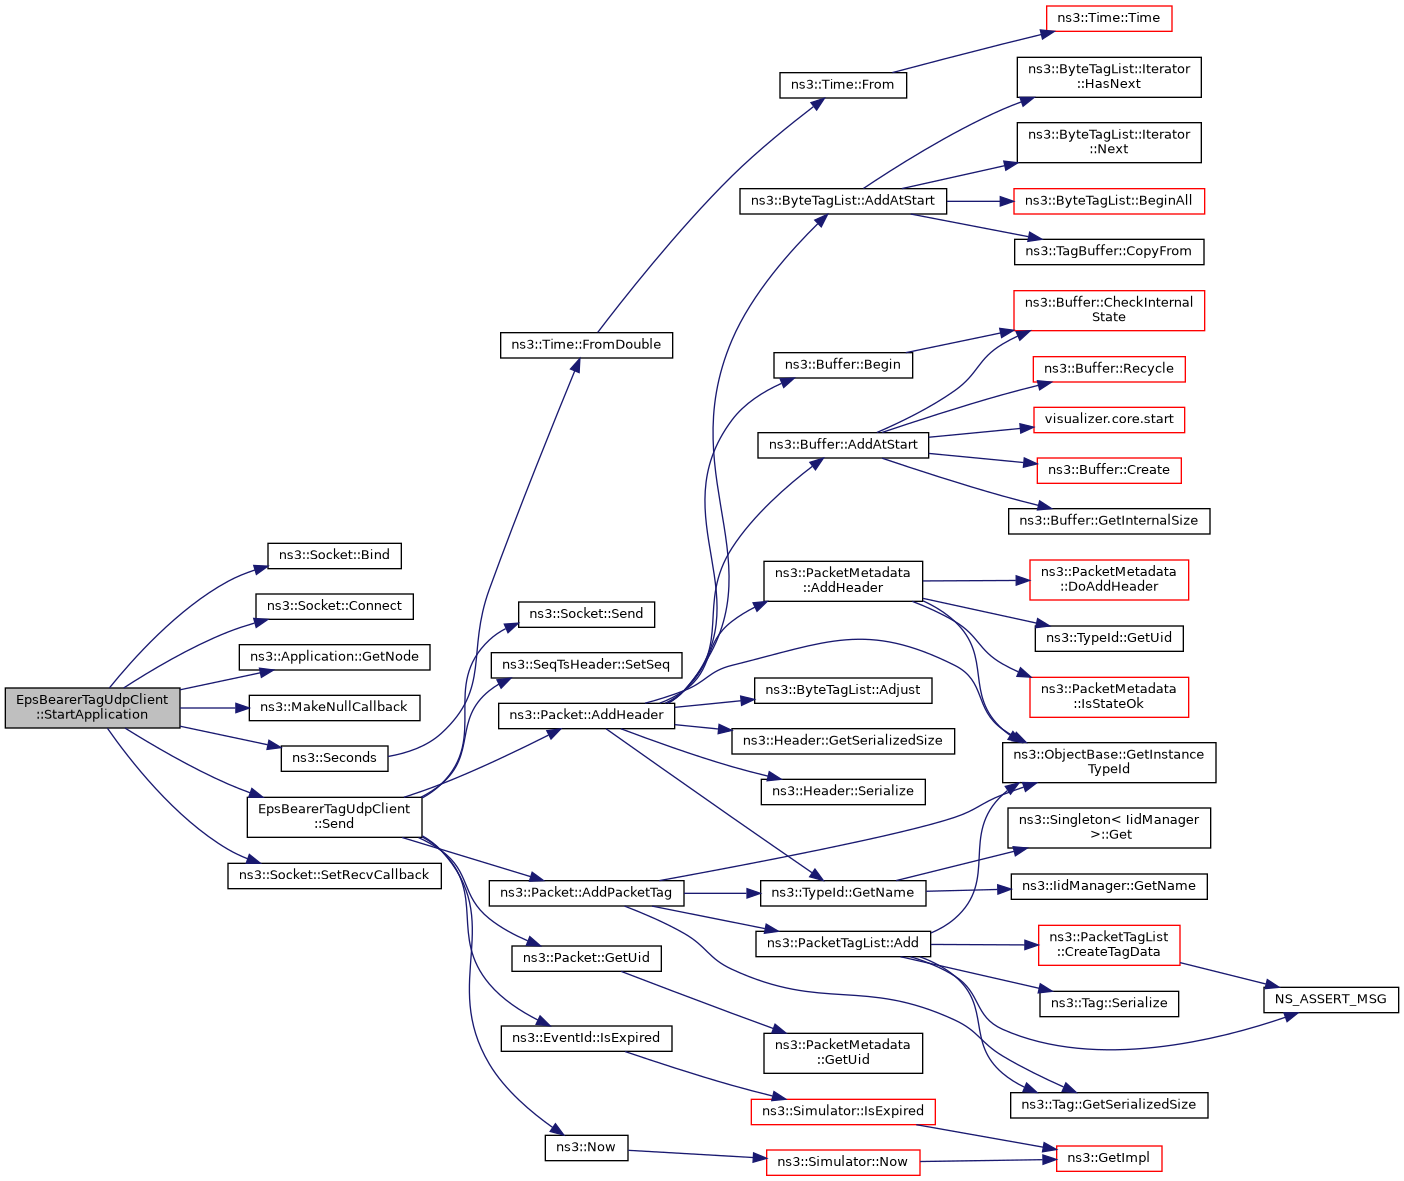 ns3::Time::Time
ns3::Time::From
ns3::ByteTagList::Iterator
::HasNext
ns3::ByteTagList::Iterator
::Next
ns3::ByteTagList::AddAtStart
ns3::ByteTagList::BeginAll
ns3::TagBuffer::CopyFrom
ns3::Buffer::CheckInternal
State
ns3::Time::FromDouble
ns3::Buffer::Begin
ns3::Buffer::Recycle
visualizer.core.start
ns3::Buffer::AddAtStart
ns3::Buffer::Create
ns3::Buffer::GetInternalSize
ns3::Socket::Bind
ns3::PacketMetadata
::AddHeader
ns3::PacketMetadata
::DoAddHeader
ns3::Socket::Connect
ns3::Socket::Send
ns3::TypeId::GetUid
ns3::Application::GetNode
ns3::SeqTsHeader::SetSeq
ns3::ByteTagList::Adjust
ns3::PacketMetadata
::IsStateOk
EpsBearerTagUdpClient
::StartApplication
ns3::MakeNullCallback
ns3::Packet::AddHeader
ns3::Header::GetSerializedSize
ns3::Seconds
ns3::ObjectBase::GetInstance
TypeId
ns3::Header::Serialize
EpsBearerTagUdpClient
::Send
ns3::Singleton< IidManager
>::Get
ns3::Socket::SetRecvCallback
ns3::Packet::AddPacketTag
ns3::TypeId::GetName
ns3::IidManager::GetName
ns3::PacketTagList::Add
ns3::PacketTagList
::CreateTagData
ns3::Packet::GetUid
ns3::Tag::Serialize
NS_ASSERT_MSG
ns3::EventId::IsExpired
ns3::PacketMetadata
::GetUid
ns3::Simulator::IsExpired
ns3::Tag::GetSerializedSize
ns3::Now
ns3::Simulator::Now
ns3::GetImpl